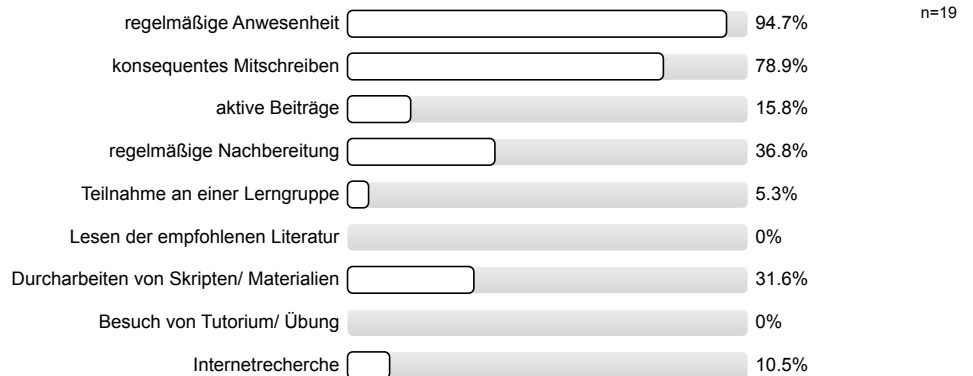 regelmäßige Anwesenheit 94.7% n=19
konsequentes Mitschreiben 78.9%
aktive Beiträge 15.8%
regelmäßige Nachbereitung 36.8%
Teilnahme an einer Lerngruppe 5.3%
Lesen der empfohlenen Literatur 0%
Durcharbeiten von Skripten/ Materialien 31.6%
Besuch von Tutorium/ Übung 0%
Internetrecherche 10.5%